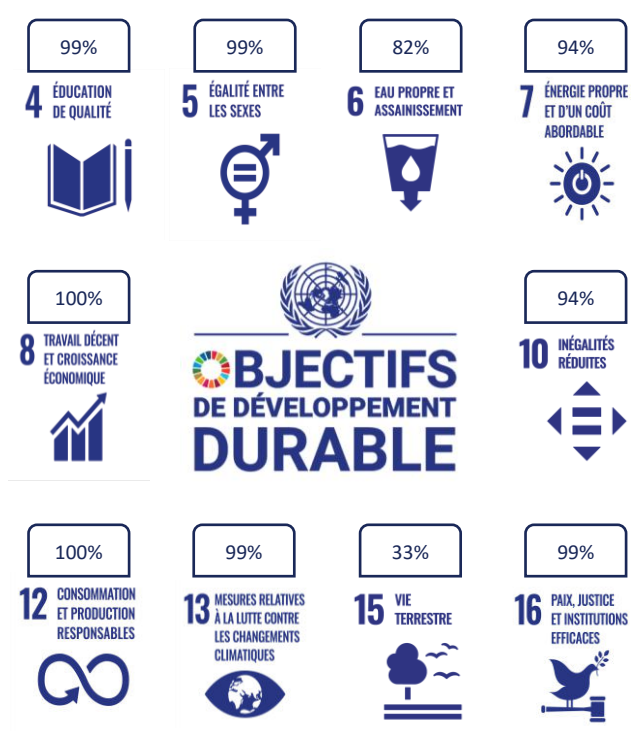 99%
4 ÉDUCATION
DE QUALITÉ
99%
5 ÉGALITÉ ENTRE
LES SEXES
82%
6 EAU PROPRE ET
ASSAINISSEMENT
94%
7 ÉNERGIE PROPRE
ET D'UN COÛT
ABORDABLE
100%
8 TRAVAIL DÉCENT
ET CROISSANCE
ÉCONOMIQUE
OBJECTIFS
DE DÉVELOPPEMENT
DURABLE
94%
10 INÉGALITÉS
RÉDUITES
100%
12 CONSOMMATION
ET PRODUCTION
RESPONSABLES
99%
13 MESURES RELATIVES
À LA LUTTE CONTRE
LES CHANGEMENTS
CLIMATIQUES
33%
15 VIE
TERRESTRE
99%
16 PAIX, JUSTICE
ET INSTITUTIONS
EFFICACES